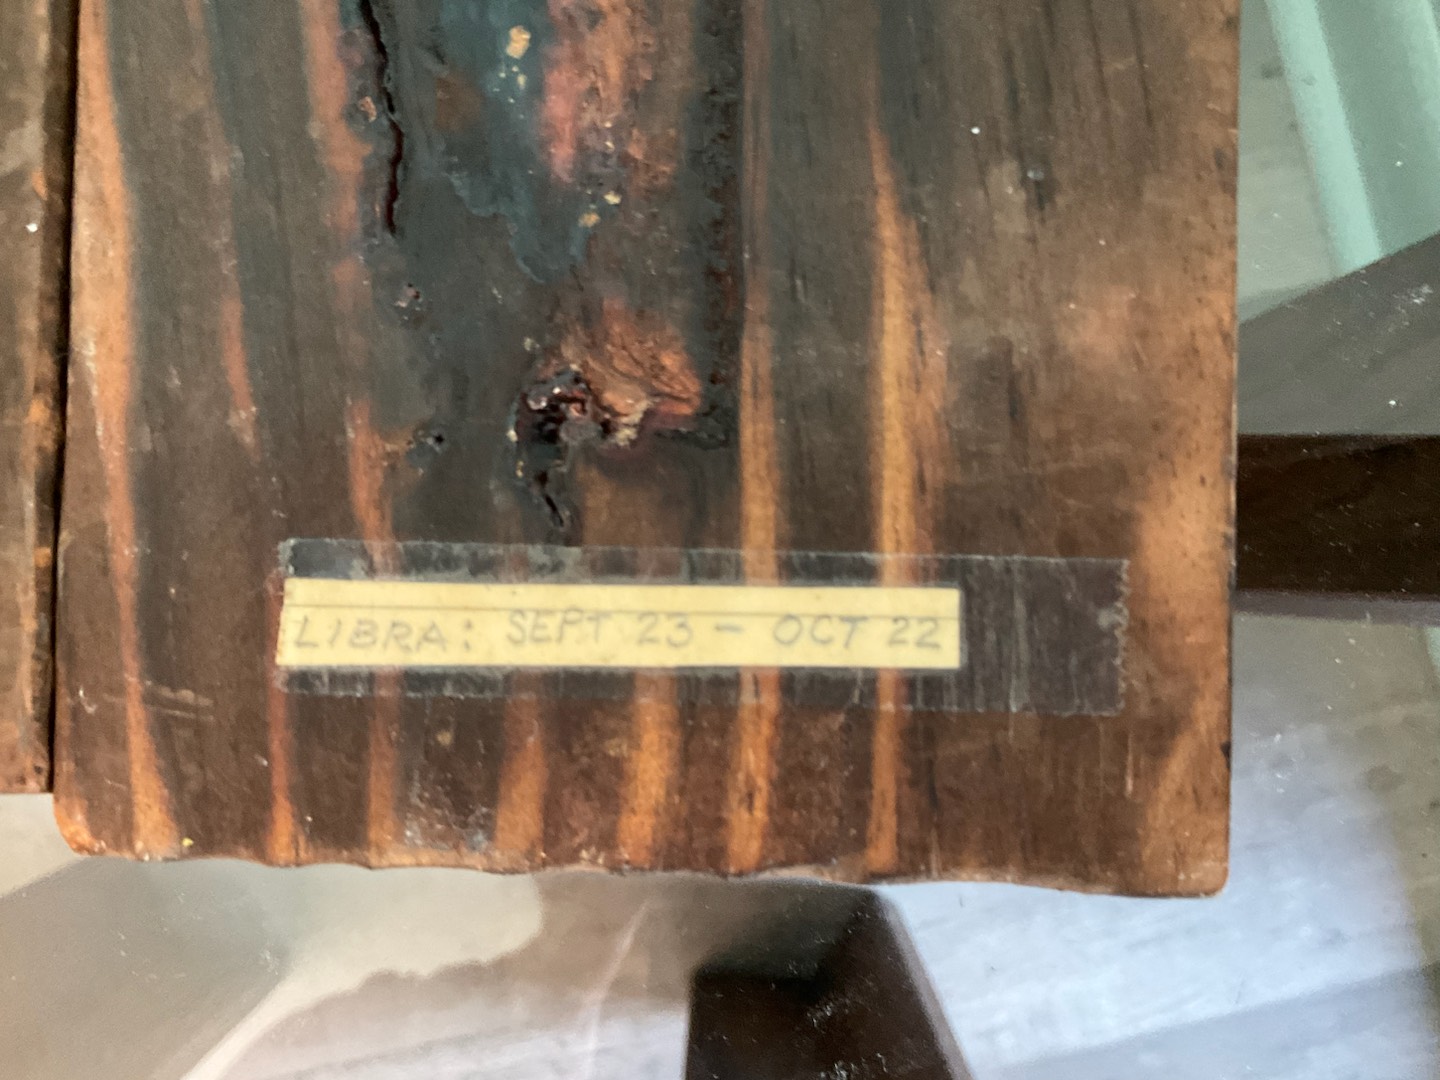 LIBRA: SEPT 23 - OCT 22